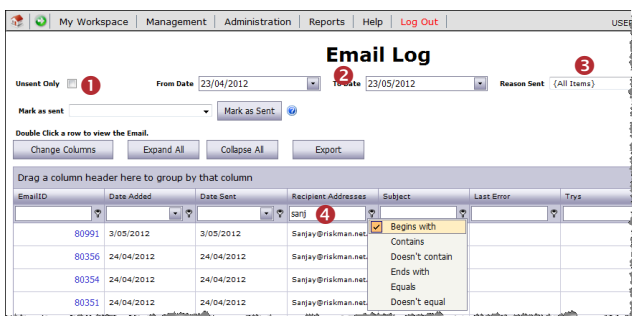 My Workspace | Management | Administration | Reports | Help | Log Out | USER
Email Log
Unsent Only 1 From Date 23/04/2012 2 To Date 23/05/2012 3 Reason Sent {All Items}
Mark as sent Mark as Sent
Double Click a row to view the Email.
Change Columns Expand All Collapse All Export
Drag a column header here to group by that column
EmailID Date Added Date Sent Recipient Addresses Subject Last Error Trys
sanj 4
80991 3/05/2012 3/05/2012 Sanjay@riskman.net.
80356 24/04/2012 24/04/2012 Sanjay@riskman.net.
80354 24/04/2012 24/04/2012 Sanjay@riskman.net.
80351 24/04/2012 24/04/2012 Sanjay@riskman.net.
Begins with
Contains
Doesn't contain
Ends with
Equals
Doesn't equal